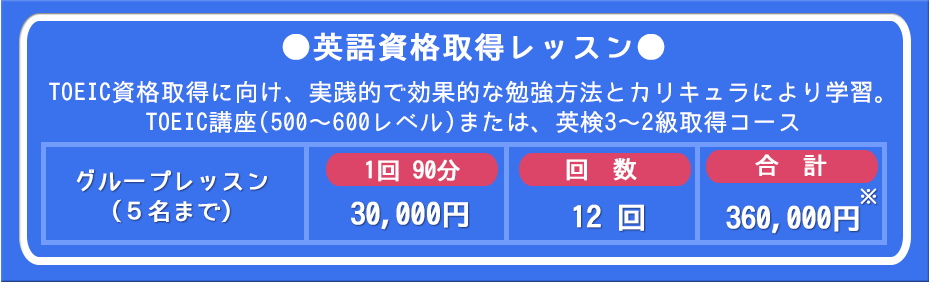 ●英語資格取得レッスン●
TOEIC資格取得に向け、実践的で効果的な勉強方法とカリキュラにより学習。
TOEIC講座(500〜600レベル)または、英検3〜2級取得コース
グループレッスン
(５名まで)
1回 90分
30,000円
回　数
12 回
合　計
360,000円※